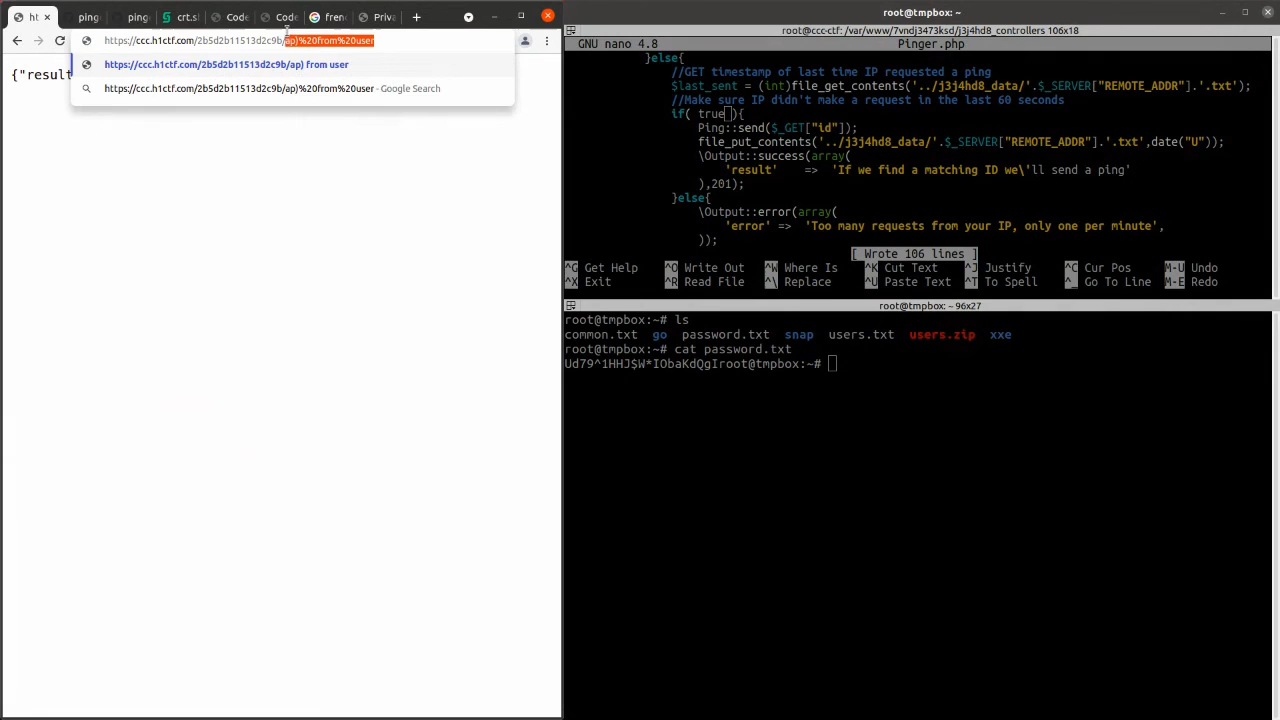 ht
ping
ping
crt.s
Code
Code
fren
Priva
https://ccc.h1ctf.com/2b5d2b11513d2c9b/ap)%20from%20user
https://ccc.h1ctf.com/2b5d2b11513d2c9b/ap) from user
https://ccc.h1ctf.com/2b5d2b11513d2c9b/ap)%20from%20user - Google Search
{"result
root@tmpbox: ~
root@ccc-ctf: /var/www/7vndj3473ksd/j3j4hd8_controllers 106x18
GNU nano 4.8 Pinger.php
}else{
//GET timestamp of last time IP requested a ping
$last_sent = (int)file_get_contents('../j3j4hd8_data/'.$_SERVER["REMOTE_ADDR"].'.txt');
//Make sure IP didn't make a request in the last 60 seconds
if( true){
Ping::send($_GET["id"]);
file_put_contents('../j3j4hd8_data/'.$_SERVER["REMOTE_ADDR"].'.txt',date("U"));
\Output::success(array(
'result' => 'If we find a matching ID we\'ll send a ping'
),201);
}else{
\Output::error(array(
'error' => 'Too many requests from your IP, only one per minute',
));
[ Wrote 106 lines ]
^G Get Help ^O Write Out ^W Where Is ^K Cut Text ^J Justify ^C Cur Pos M-U Undo
^X Exit ^R Read File ^\ Replace ^U Paste Text ^T To Spell ^_ Go To Line M-E Redo
root@tmpbox: ~ 96x27
root@tmpbox:~# ls
common.txt go password.txt snap users.txt users.zip xxe
root@tmpbox:~# cat password.txt
Ud79^1HHJ$W*IObaKdQgIroot@tmpbox:~#